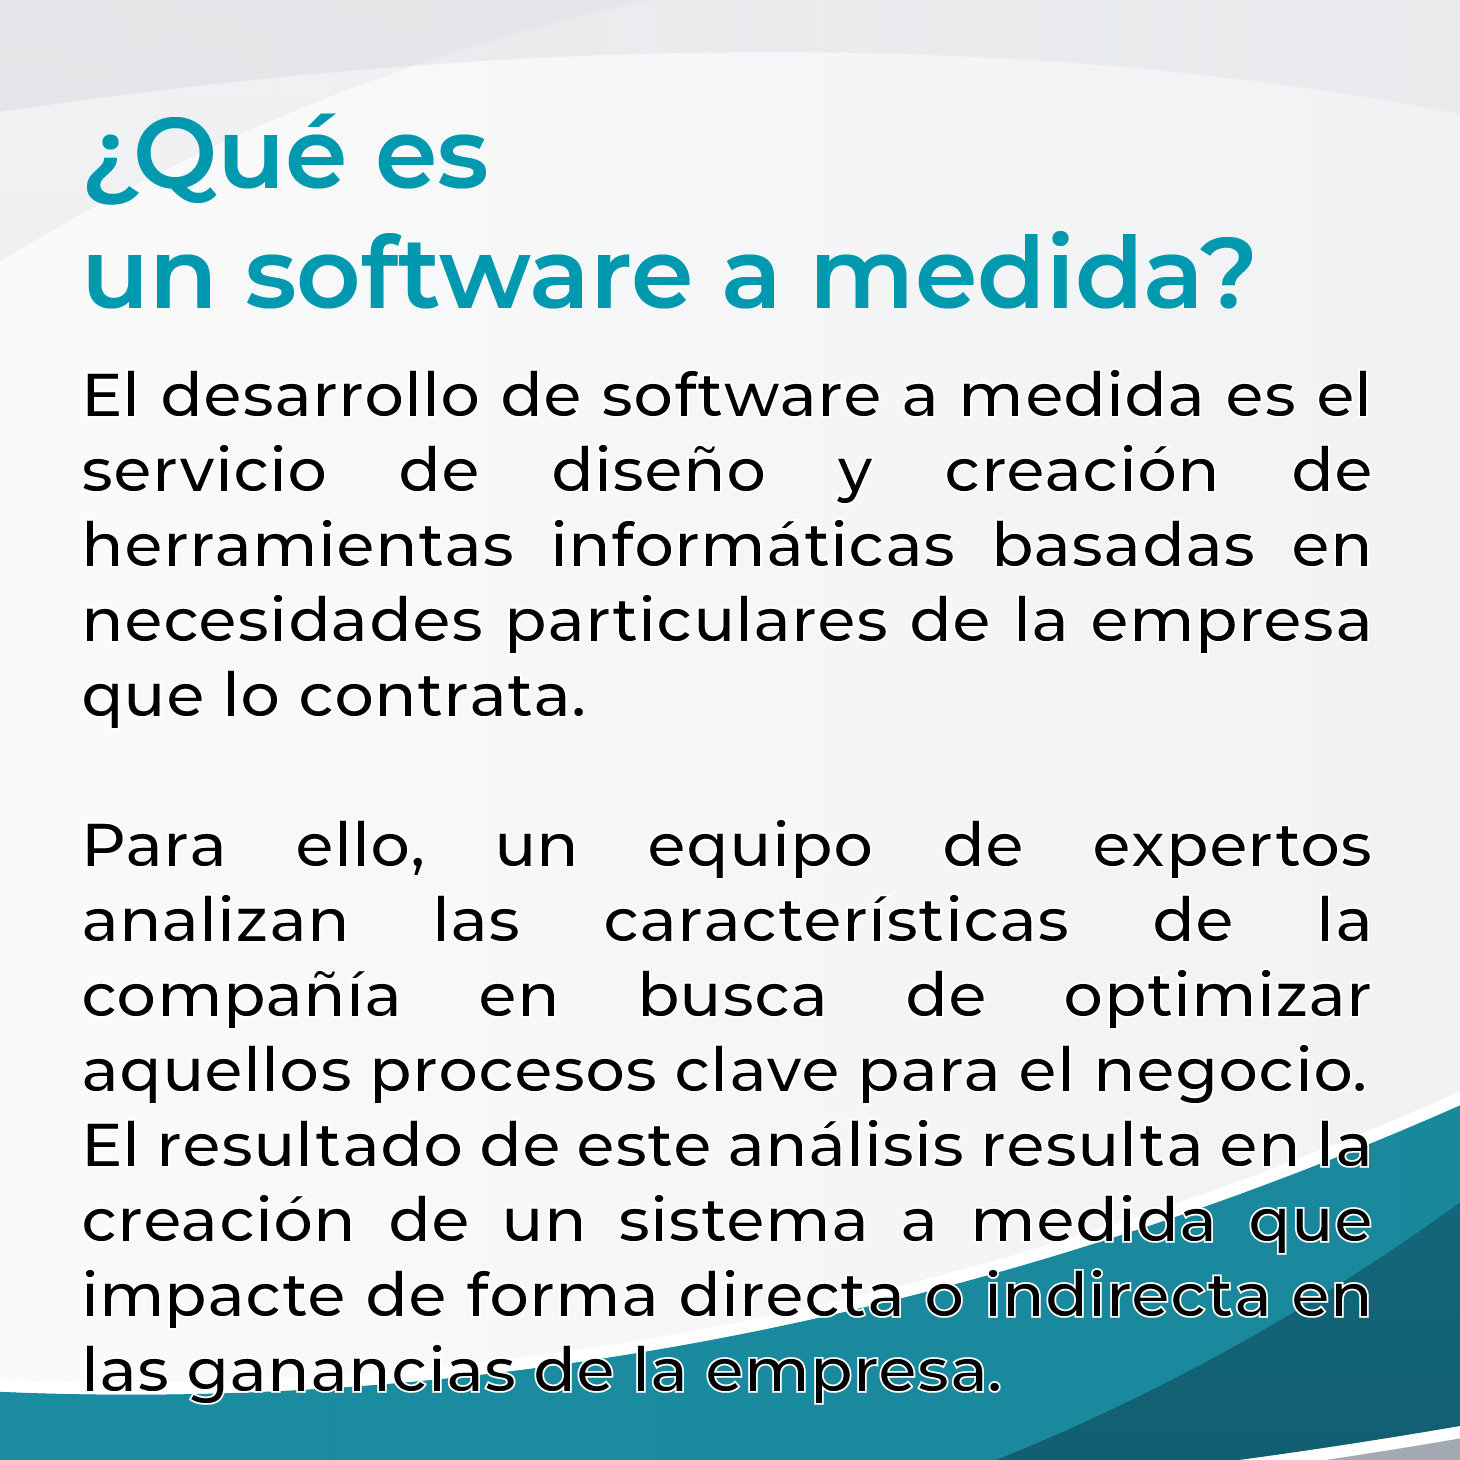 ¿Qué es
un software a medida?
El desarrollo de software a medida es el
servicio de diseño y creación de
herramientas informáticas basadas en
necesidades particulares de la empresa
que lo contrata.
Para ello, un equipo de expertos
analizan las características de la
compañía en busca de optimizar
aquellos procesos clave para el negocio.
El resultado de este análisis resulta en la
creación de un sistema a medida que
impacte de forma directa o indirecta en
las ganancias de la empresa.